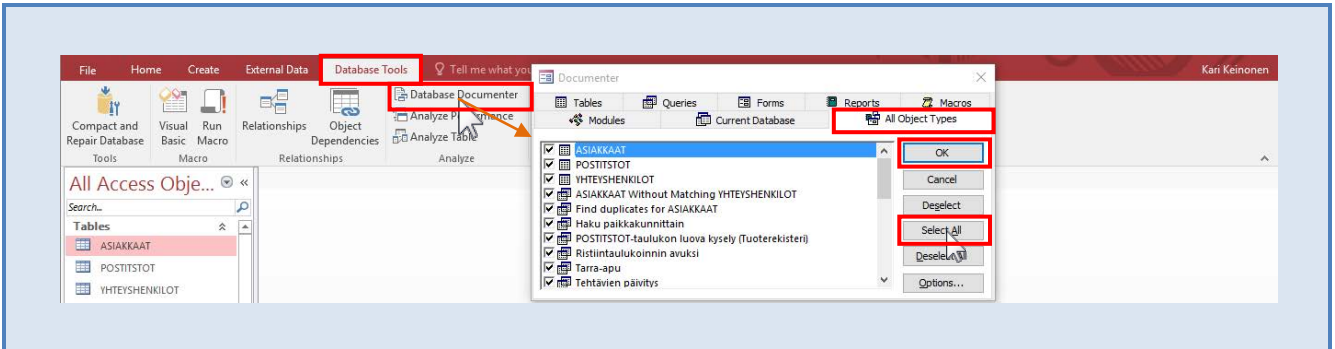 File Home Create External Data Database Tools Tell me what you Kari Keinonen
Compact and Repair Database
Visual Basic
Run Macro
Relationships
Object Dependencies
Database Documenter
Analyze Performance
Analyze Table
Tools Macro Relationships Analyze
All Access Obje...
Search...
Tables
ASIAKKAAT
POSTITSTOT
YHTEYSHENKILOT
Documenter
Tables Queries Forms Reports Macros
Modules Current Database All Object Types
ASIAKKAAT
POSTITSTOT
YHTEYSHENKILOT
ASIAKKAAT Without Matching YHTEYSHENKILOT
Find duplicates for ASIAKKAAT
Haku paikkakunnittain
POSTITSTOT-taulukon luova kysely (Tuoterekisteri)
Ristiintaulukoinnin avuksi
Tarra-apu
Tehtävien päivitys
OK
Cancel
Deselect
Select All
Deselect All
Options...